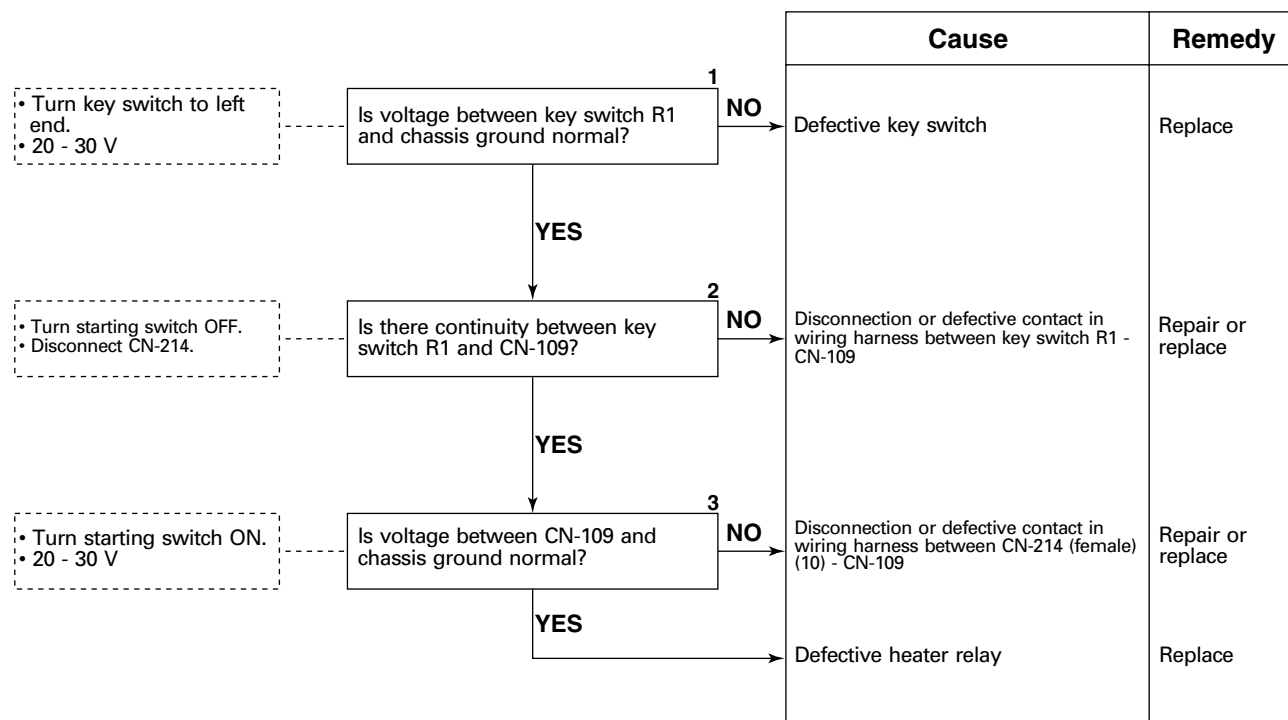 Cause
Remedy
• Turn key switch to left
end.
• 20 - 30 V
1
Is voltage between key switch R1
and chassis ground normal?
NO
Defective key switch
Replace
YES
• Turn starting switch OFF.
• Disconnect CN-214.
2
Is there continuity between key
switch R1 and CN-109?
NO
Disconnection or defective contact in
wiring harness between key switch R1 -
CN-109
Repair or
replace
YES
• Turn starting switch ON.
• 20 - 30 V
3
Is voltage between CN-109 and
chassis ground normal?
NO
Disconnection or defective contact in
wiring harness between CN-214 (female)
(10) - CN-109
Repair or
replace
YES
Defective heater relay
Replace